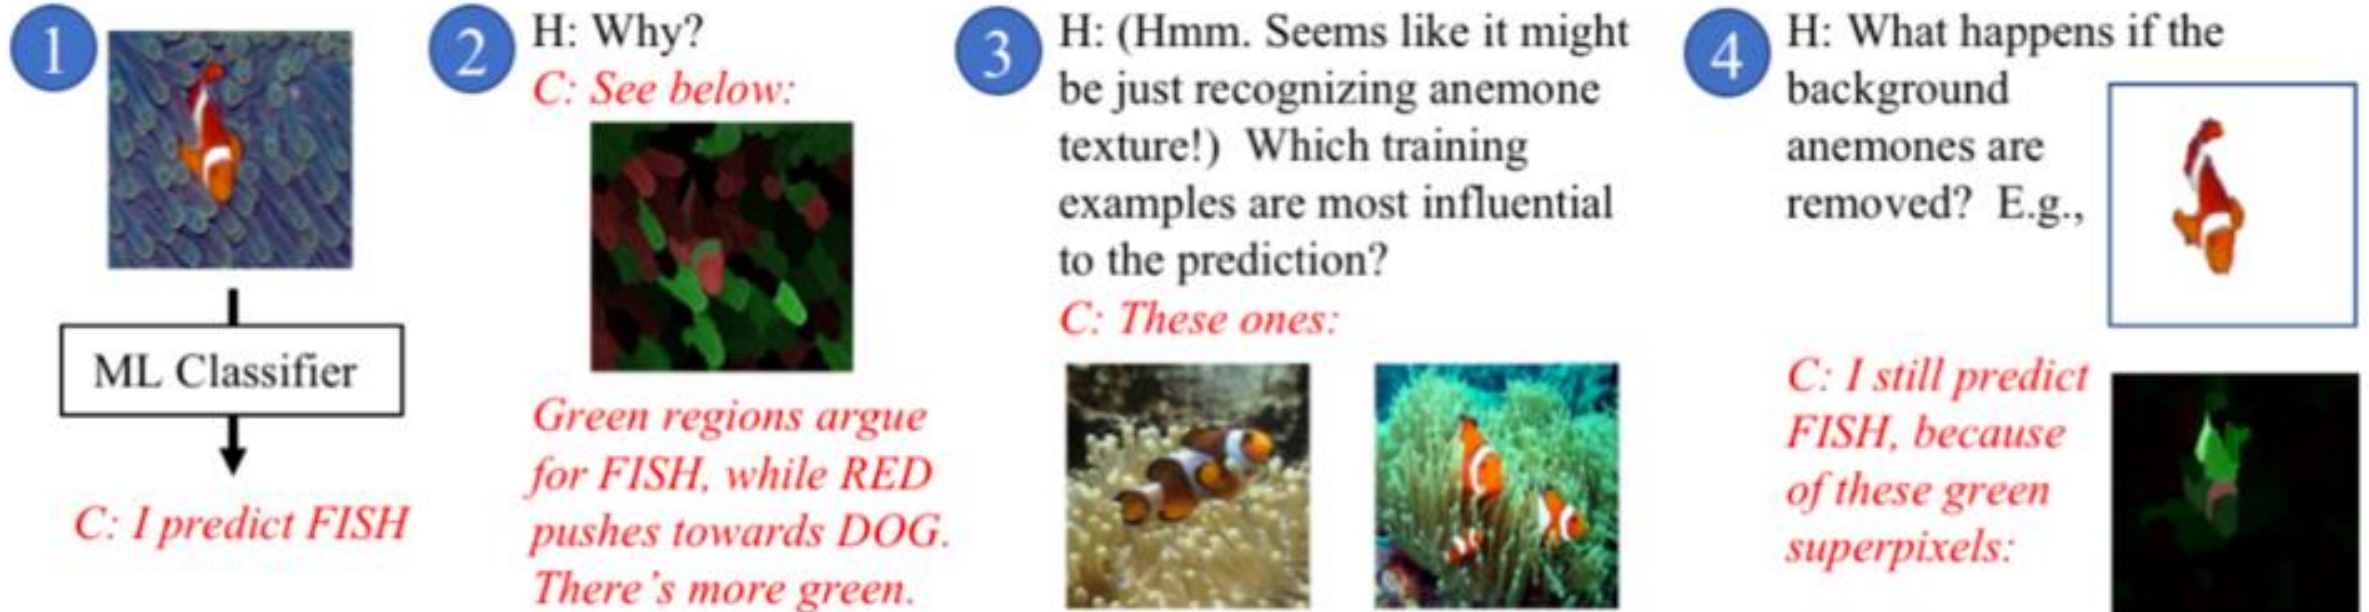 1
ML Classifier
C: I predict FISH
2
H: Why?
C: See below:
Green regions argue
for FISH, while RED
pushes towards DOG.
There's more green.
3
H: (Hmm. Seems like it might
be just recognizing anemone
texture!) Which training
examples are most influential
to the prediction?
C: These ones:
4
H: What happens if the
background
anemones are
removed? E.g.,
C: I still predict
FISH, because
of these green
superpixels: